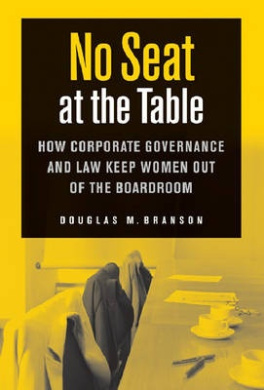 No Seat
at the Table
HOW CORPORATE GOVERNANCE
AND LAW KEEP WOMEN OUT
OF THE BOARDROOM
DOUGLAS M. BRANSON